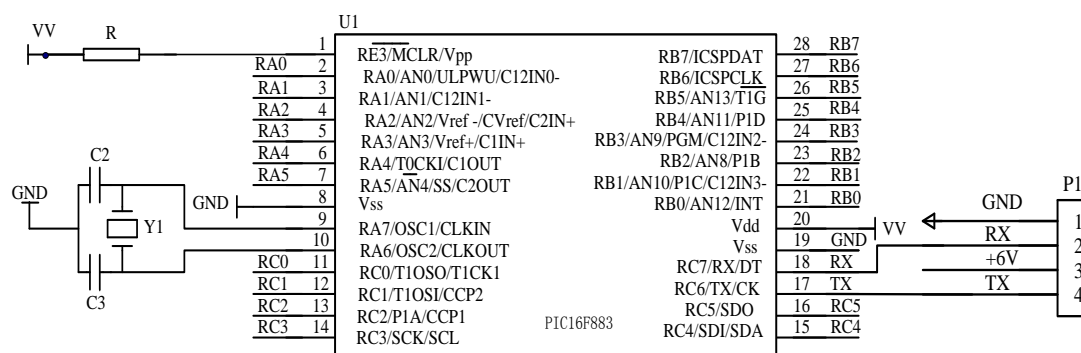 U1
VV
R
1
RE3/MCLR/Vpp
RB7/ICSPDAT
28
RB7
RA0
2
RA0/AN0/ULPWU/C12IN0-
RB6/ICSPCLK
27
RB6
RA1
3
RA1/AN1/C12IN1-
RB5/AN13/T1G
26
RB5
RA2
4
RA2/AN2/Vref -/CVref/C2IN+
RB4/AN11/P1D
25
RB4
RA3
5
RA3/AN3/Vref+/C1IN+
RB3/AN9/PGM/C12IN2-
24
RB3
RA4
6
RA4/T0CKI/C1OUT
RB2/AN8/P1B
23
RB2
RA5
7
RA5/AN4/SS/C2OUT
RB1/AN10/P1C/C12IN3-
22
RB1
GND
8
Vss
RB0/AN12/INT
21
RB0
9
RA7/OSC1/CLKIN
Vdd
20
VV
10
RA6/OSC2/CLKOUT
Vss
19
GND
RC0
11
RC0/T1OSO/T1CK1
RC7/RX/DT
18
RX
RC1
12
RC1/T1OSI/CCP2
RC6/TX/CK
17
TX
RC2
13
RC2/P1A/CCP1
RC5/SDO
16
RC5
RC3
14
RC3/SCK/SCL
RC4/SDI/SDA
15
RC4
PIC16F883
GND
C2
Y1
C3
P1
GND
1
RX
2
+6V
3
TX
4